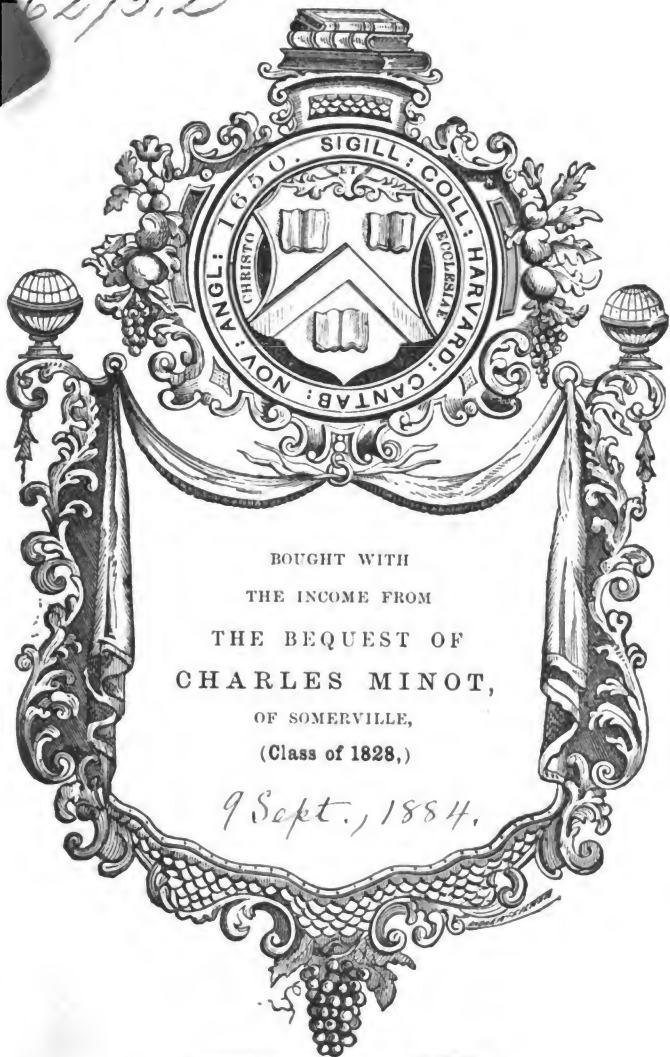 SIGILL: COLL: HARVARD: CANTAB: NOV: ANGL: 1650.
CHRISTO ET ECCLESIAE
BOUGHT WITH
THE INCOME FROM
THE BEQUEST OF
CHARLES MINOT,
OF SOMERVILLE,
(Class of 1828,)
9 Sept., 1884.